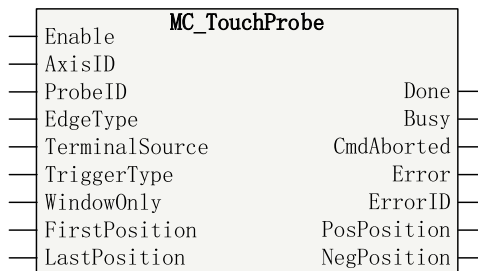 MC_TouchProbe
Enable
AxisID
ProbeID Done
EdgeType Busy
TerminalSource CmdAborted
TriggerType Error
WindowOnly ErrorID
FirstPosition PosPosition
LastPosition NegPosition